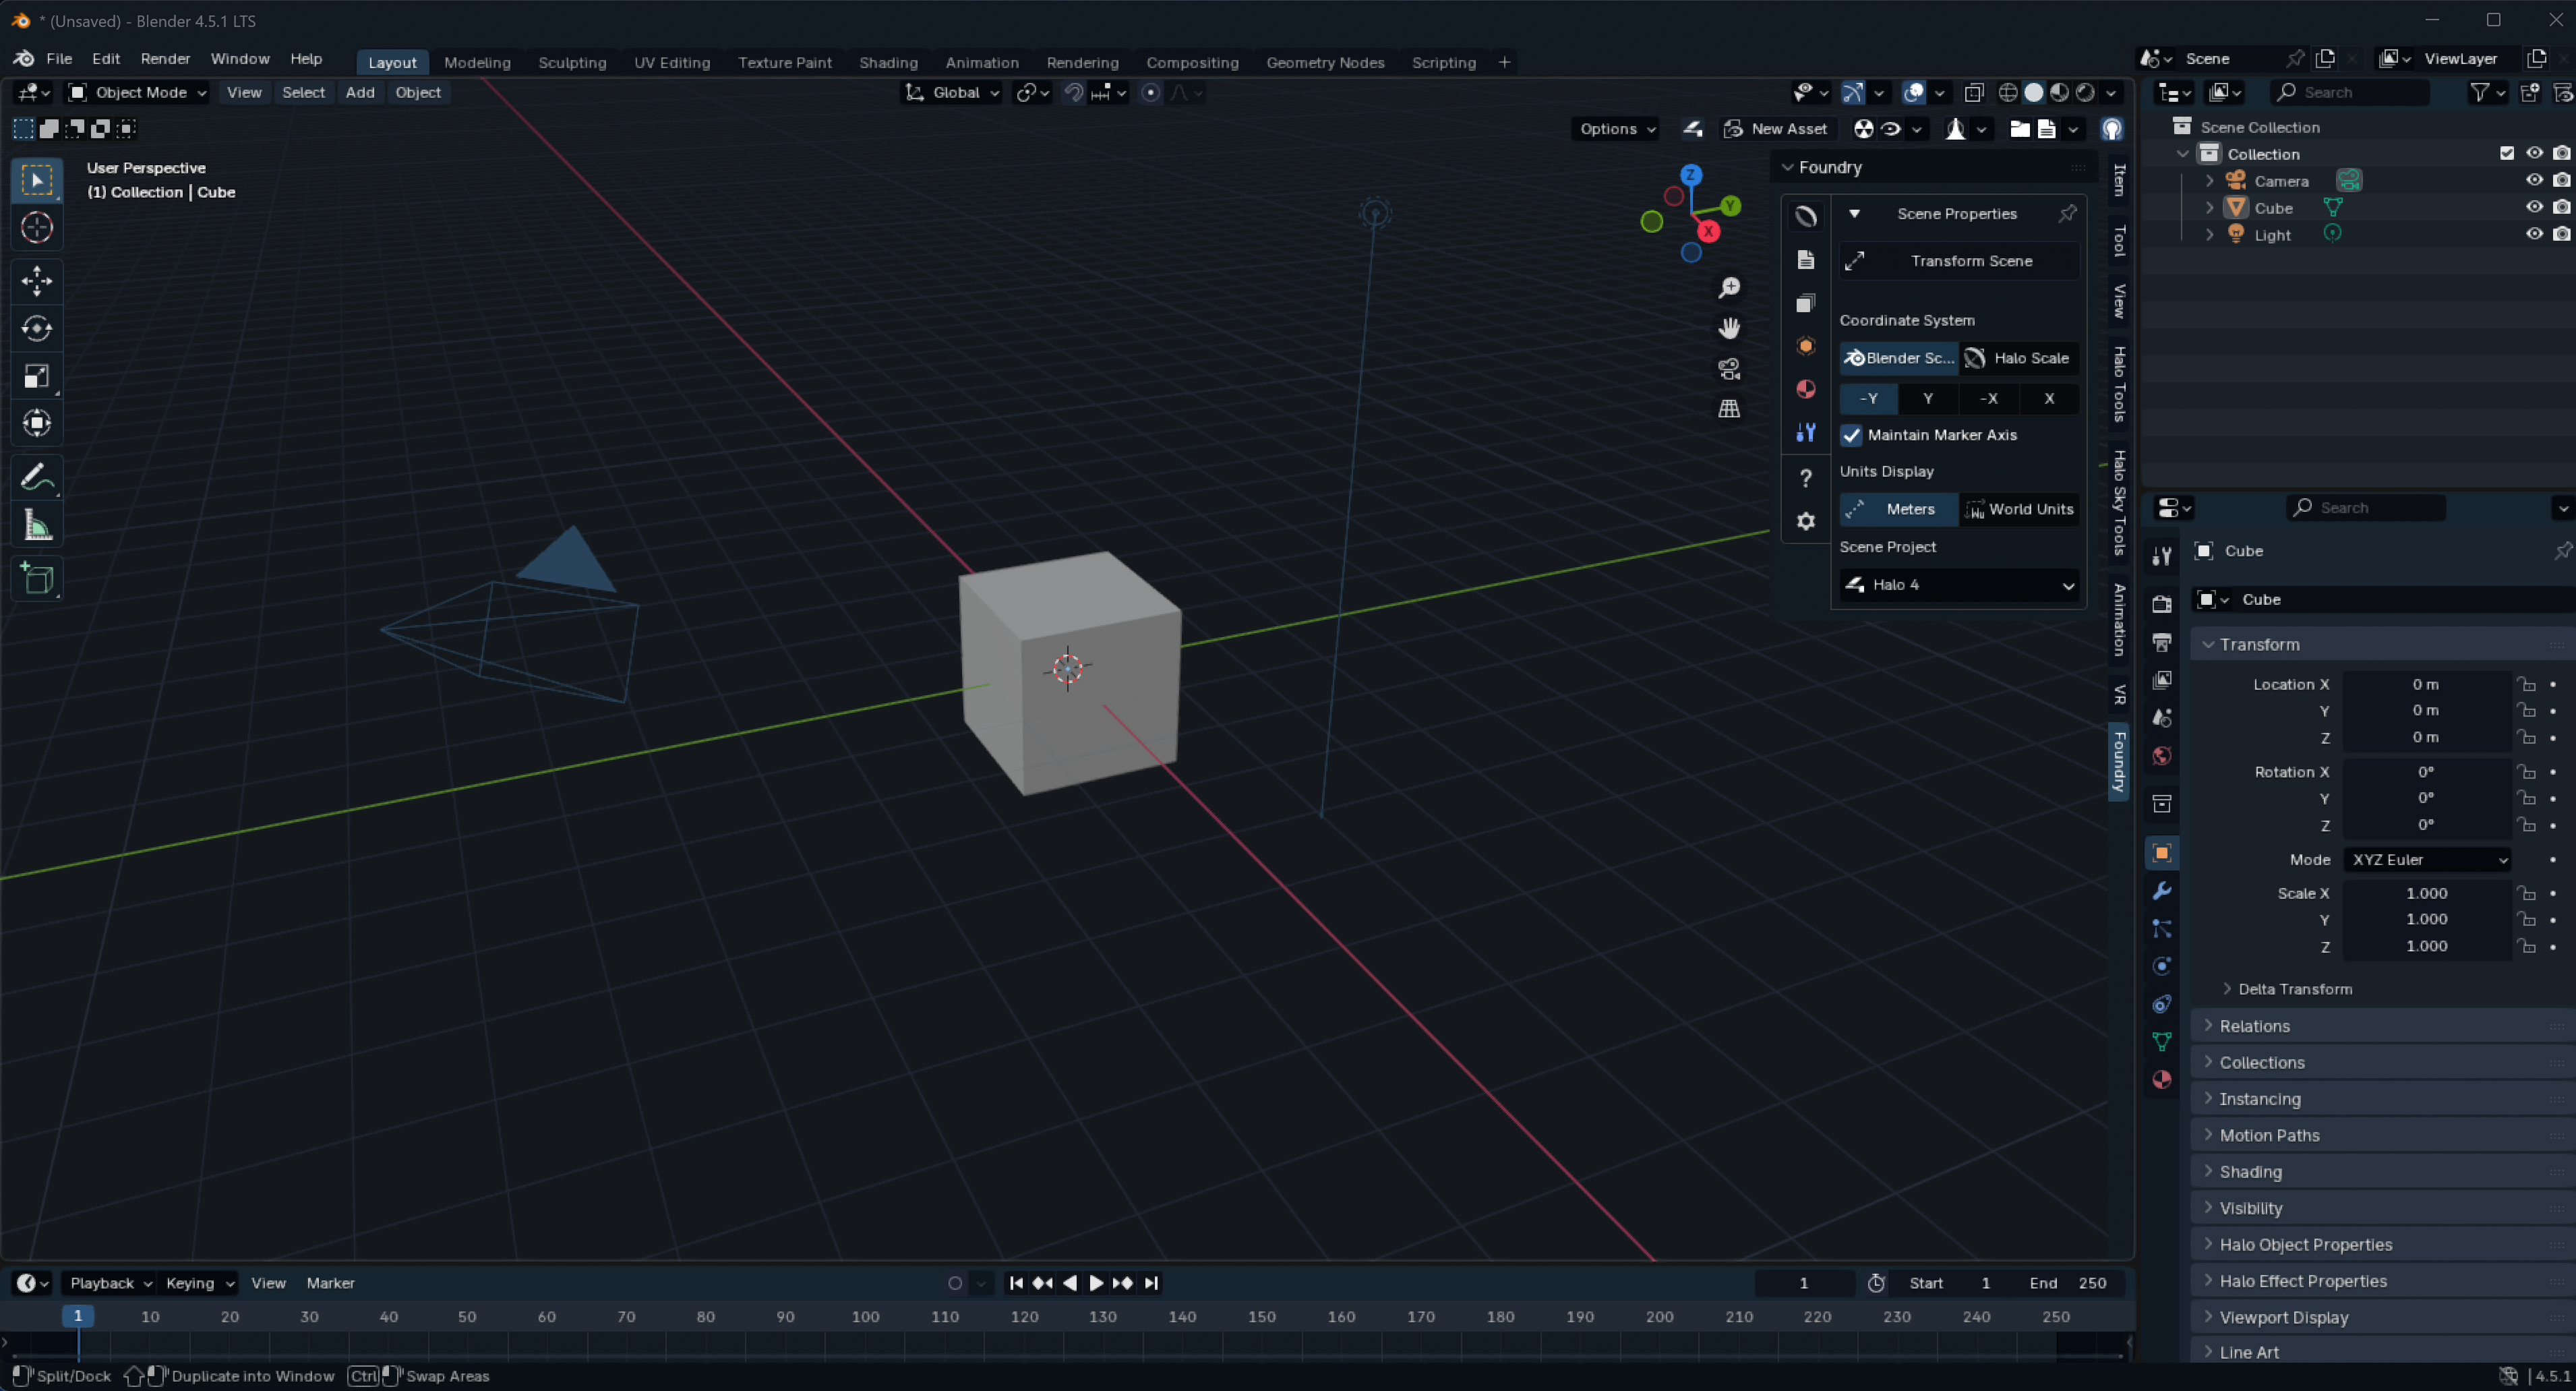 * (Unsaved) - Blender 4.5.1 LTS
File Edit Render Window Help Layout Modeling Sculpting UV Editing Texture Paint Shading Animation Rendering Compositing Geometry Nodes Scripting + Scene ViewLayer
Object Mode View Select Add Object Global Search
Options New Asset
User Perspective
(1) Collection | Cube
Z
Y
X
Foundry
Scene Properties
Transform Scene
Coordinate System
Blender Sc... Halo Scale
-Y Y -X X
Maintain Marker Axis
Units Display
Meters World Units
Scene Project
Halo 4
Item
Tool
View
Halo Tools
Halo Sky Tools
Animation
VR
Foundry
Scene Collection
Collection
Camera
Cube
Light
Search
Cube
Cube
Transform
Location X 0 m
Y 0 m
Z 0 m
Rotation X 0°
Y 0°
Z 0°
Mode XYZ Euler
Scale X 1.000
Y 1.000
Z 1.000
Delta Transform
Relations
Collections
Instancing
Motion Paths
Shading
Visibility
Halo Object Properties
Halo Effect Properties
Viewport Display
Line Art
Playback Keying View Marker 1 Start 1 End 250
1 10 20 30 40 50 60 70 80 90 100 110 120 130 140 150 160 170 180 190 200 210 220 230 240 250
Split/Dock Duplicate into Window Ctrl Swap Areas 4.5.1